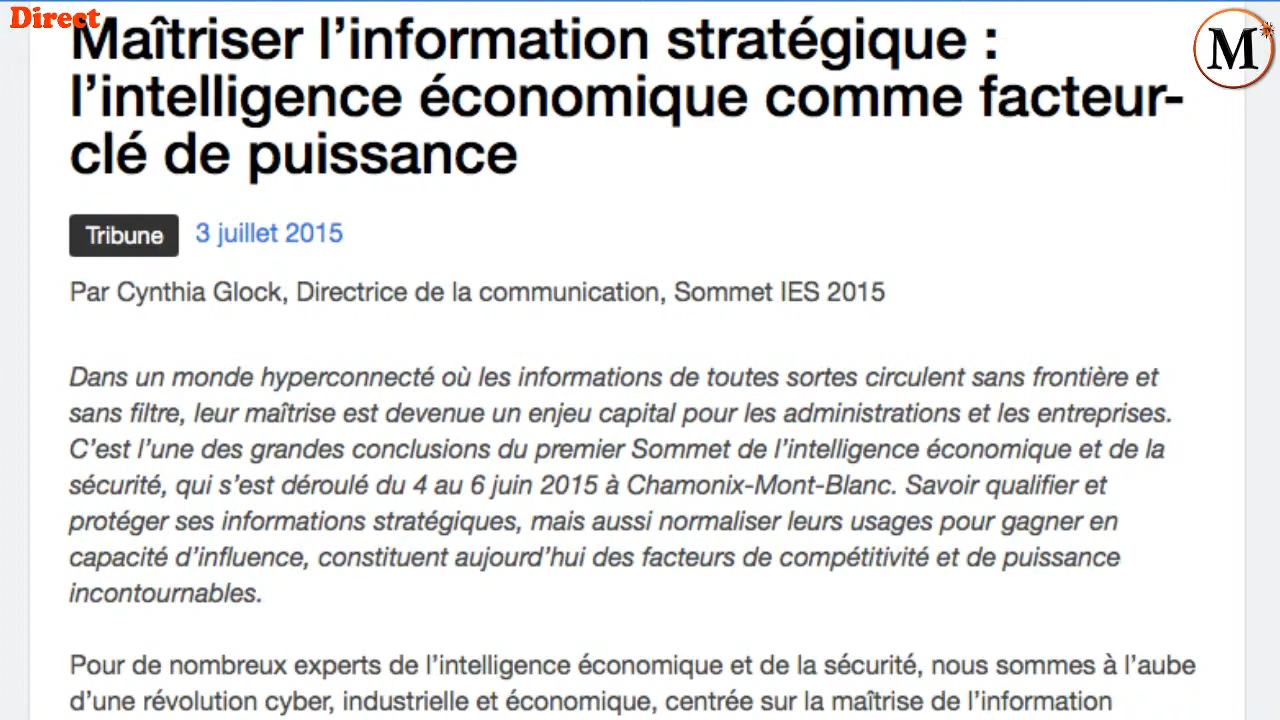 Direct
M
Maîtriser l’information stratégique :
l’intelligence économique comme facteur-
clé de puissance
Tribune 3 juillet 2015
Par Cynthia Glock, Directrice de la communication, Sommet IES 2015
Dans un monde hyperconnecté où les informations de toutes sortes circulent sans frontière et
sans filtre, leur maîtrise est devenue un enjeu capital pour les administrations et les entreprises.
C’est l’une des grandes conclusions du premier Sommet de l’intelligence économique et de la
sécurité, qui s’est déroulé du 4 au 6 juin 2015 à Chamonix-Mont-Blanc. Savoir qualifier et
protéger ses informations stratégiques, mais aussi normaliser leurs usages pour gagner en
capacité d’influence, constituent aujourd’hui des facteurs de compétitivité et de puissance
incontournables.
Pour de nombreux experts de l’intelligence économique et de la sécurité, nous sommes à l’aube
d’une révolution cyber, industrielle et économique, centrée sur la maîtrise de l’information